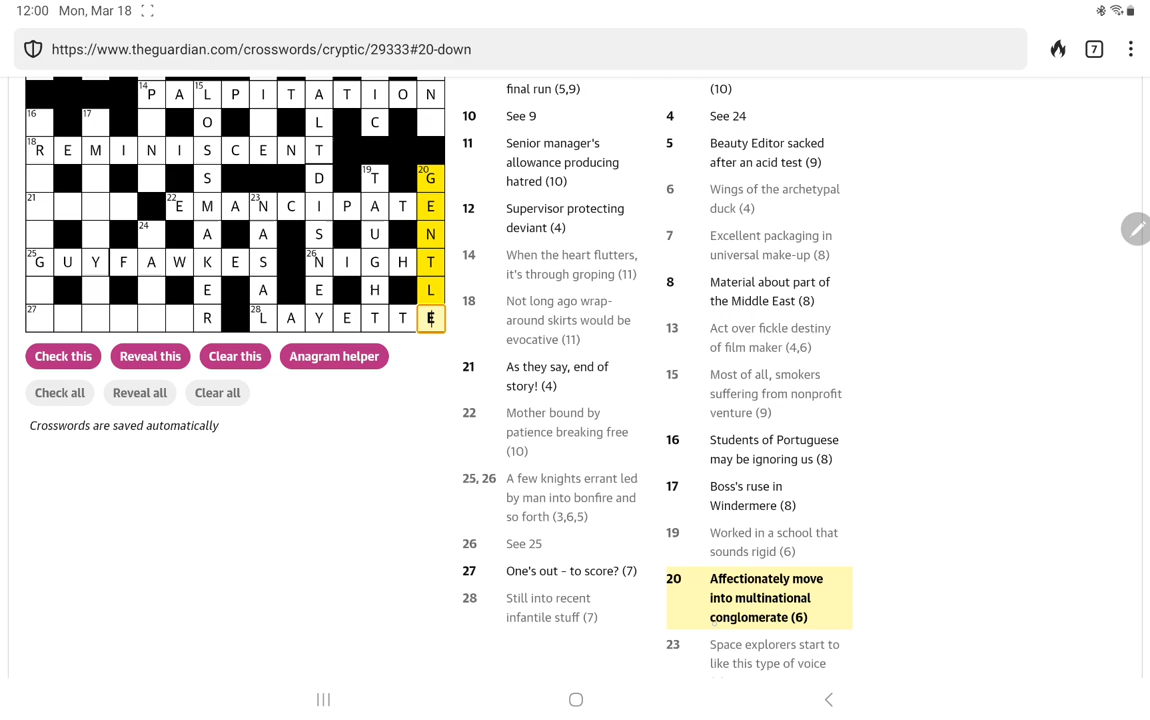 12:00 Mon, Mar 18
https://www.theguardian.com/crosswords/cryptic/29333#20-down
7
14 P A 15 L P I T A T I O N
16 17 O L C
18 R E M I N I S C E N T
S D 19 T 20 G
21 22 E M A 23 N C I P A T E
24 A A S U N
25 G U Y F A W K E S 26 N I G H T
E A E H L
27 R 28 L A Y E T T E
Check this
Reveal this
Clear this
Anagram helper
Check all
Reveal all
Clear all
Crosswords are saved automatically
final run (5,9)
10 See 9
11 Senior manager's
allowance producing
hatred (10)
12 Supervisor protecting
deviant (4)
14 When the heart flutters,
it's through groping (11)
18 Not long ago wrap-
around skirts would be
evocative (11)
21 As they say, end of
story! (4)
22 Mother bound by
patience breaking free
(10)
25, 26 A few knights errant led
by man into bonfire and
so forth (3,6,5)
26 See 25
27 One's out – to score? (7)
28 Still into recent
infantile stuff (7)
(10)
4 See 24
5 Beauty Editor sacked
after an acid test (9)
6 Wings of the archetypal
duck (4)
7 Excellent packaging in
universal make-up (8)
8 Material about part of
the Middle East (8)
13 Act over fickle destiny
of film maker (4,6)
15 Most of all, smokers
suffering from nonprofit
venture (9)
16 Students of Portuguese
may be ignoring us (8)
17 Boss's ruse in
Windermere (8)
19 Worked in a school that
sounds rigid (6)
20 Affectionately move
into multinational
conglomerate (6)
23 Space explorers start to
like this type of voice